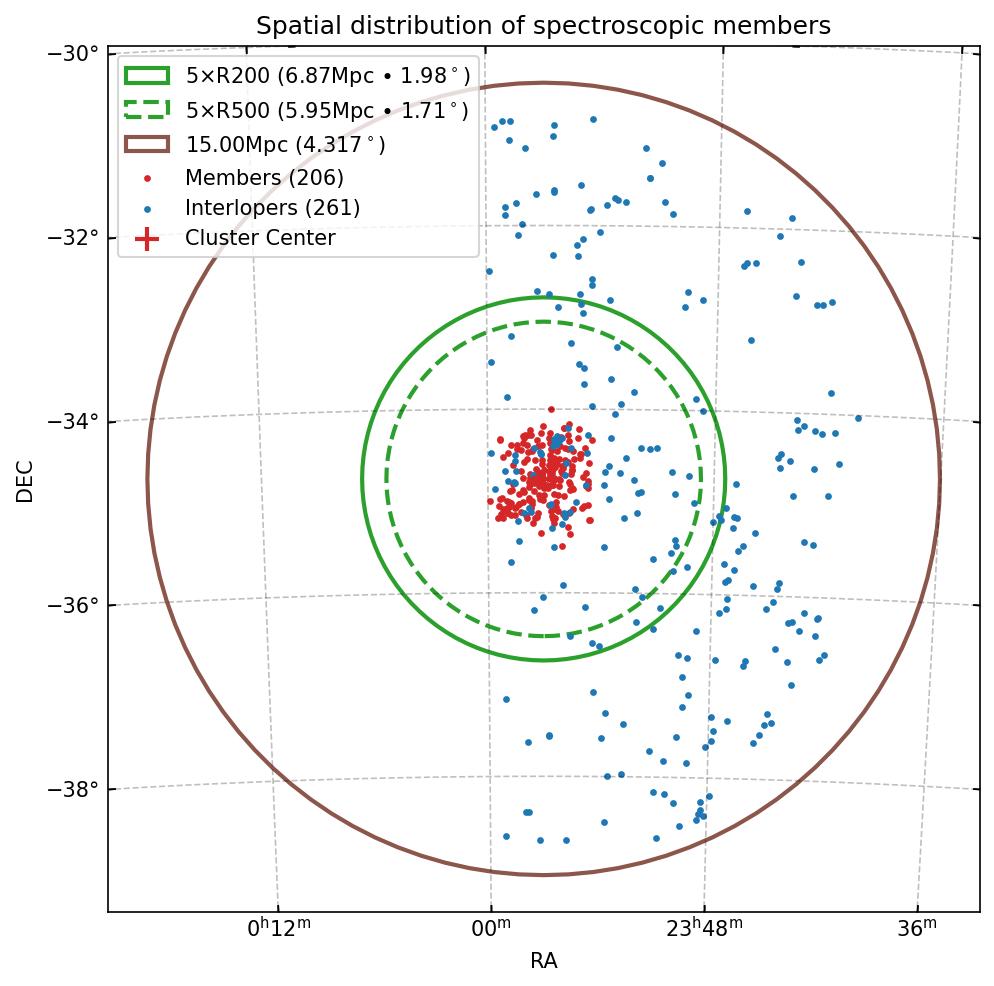 Spatial distribution of spectroscopic members
5×R200 (6.87Mpc • 1.98°)
5×R500 (5.95Mpc • 1.71°)
15.00Mpc (4.317°)
Members (206)
Interlopers (261)
Cluster Center
−30°
−32°
−34°
−36°
−38°
DEC
0ʰ12ᵐ 00ᵐ 23ʰ48ᵐ 36ᵐ
RA